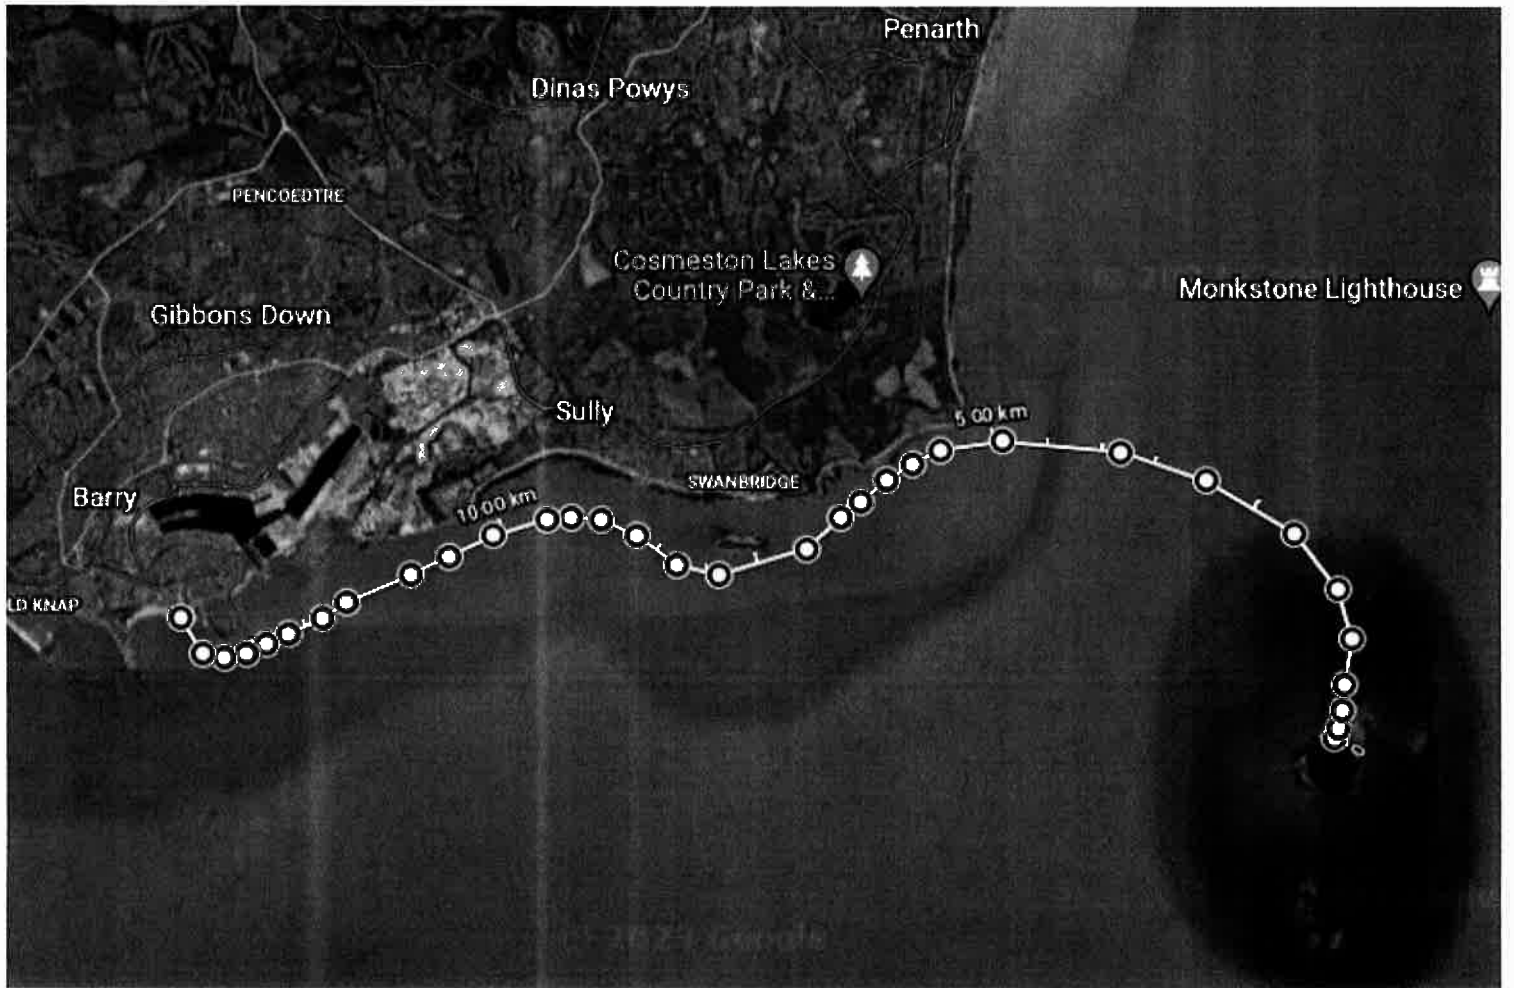 Penarth
Dinas Powys
PENCOEDTRE
Cosmeston Lakes
Country Park &...
Monkstone Lighthouse
Gibbons Down
5.00 km
Sully
SWANBRIDGE
Barry
10.00 km
LD KNAP